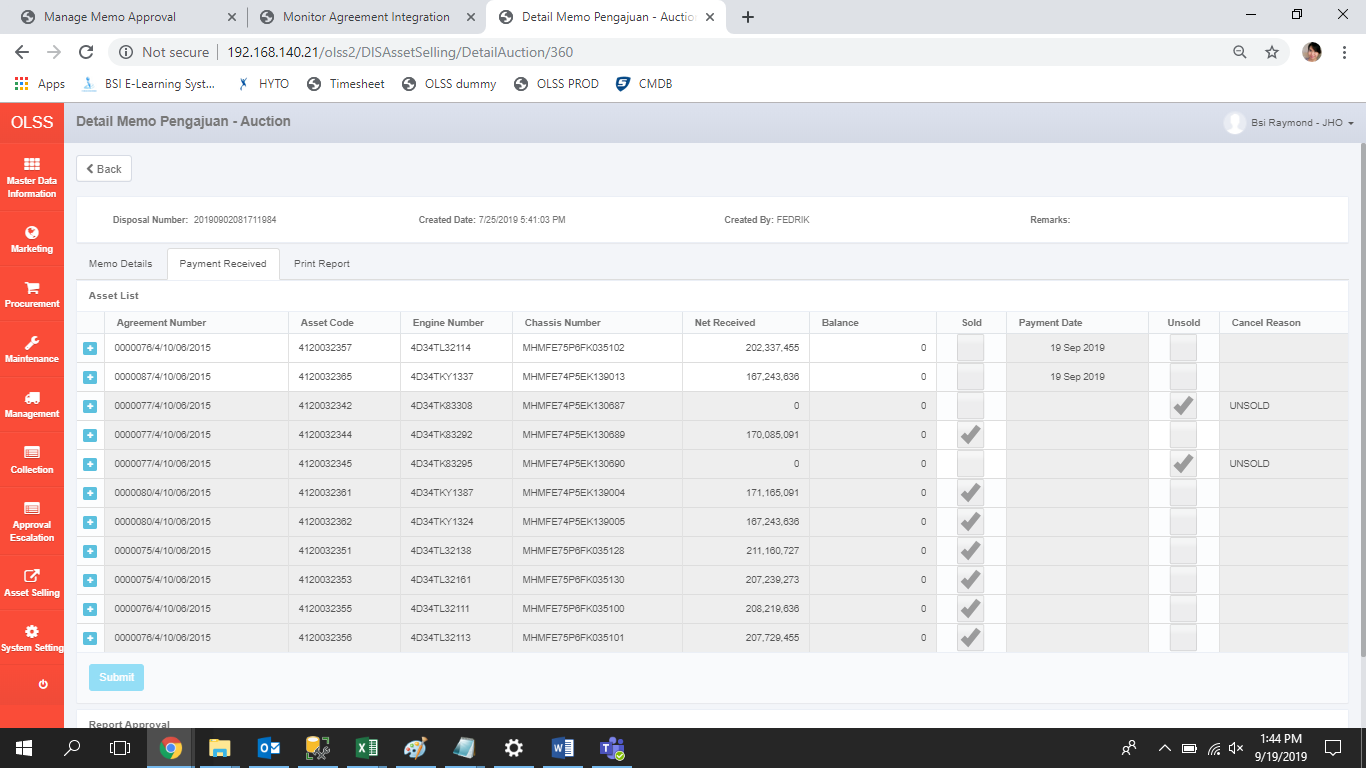 Manage Memo Approval
Monitor Agreement Integration
Detail Memo Pengajuan - Auctio
Not secure
192.168.140.21/olss2/DISAssetSelling/DetailAuction/360
Apps
BSI E-Learning Syst...
HYTO
Timesheet
OLSS dummy
OLSS PROD
CMDB
OLSS
Detail Memo Pengajuan - Auction
Bsi Raymond - JHO
Master Data
Information
Marketing
Procurement
Maintenance
Management
Collection
Approval
Escalation
Asset Selling
System Setting
Back
Disposal Number: 20190902081711984
Created Date: 7/25/2019 5:41:03 PM
Created By: FEDRIK
Remarks:
Memo Details
Payment Received
Print Report
Asset List
Agreement Number Asset Code Engine Number Chassis Number Net Received Balance Sold Payment Date Unsold Cancel Reason
0000076/4/10/06/2015 4120032357 4D34TL32114 MHMFE75P6FK035102 202,337,455 0 19 Sep 2019
0000087/4/10/06/2015 4120032365 4D34TKY1337 MHMFE74P5EK139013 167,243,636 0 19 Sep 2019
0000077/4/10/06/2015 4120032342 4D34TK83308 MHMFE74P5EK130687 0 0 UNSOLD
0000077/4/10/06/2015 4120032344 4D34TK83292 MHMFE74P5EK130689 170,085,091 0
0000077/4/10/06/2015 4120032345 4D34TK83295 MHMFE74P5EK130690 0 0 UNSOLD
0000080/4/10/06/2015 4120032361 4D34TKY1387 MHMFE74P5EK139004 171,165,091 0
0000080/4/10/06/2015 4120032362 4D34TKY1324 MHMFE74P5EK139005 167,243,636 0
0000075/4/10/06/2015 4120032351 4D34TL32138 MHMFE75P6FK035128 211,160,727 0
0000075/4/10/06/2015 4120032353 4D34TL32161 MHMFE75P6FK035130 207,239,273 0
0000076/4/10/06/2015 4120032355 4D34TL32111 MHMFE75P6FK035100 208,219,636 0
0000076/4/10/06/2015 4120032356 4D34TL32113 MHMFE75P6FK035101 207,729,455 0
Submit
Report Approval
1:44 PM
9/19/2019